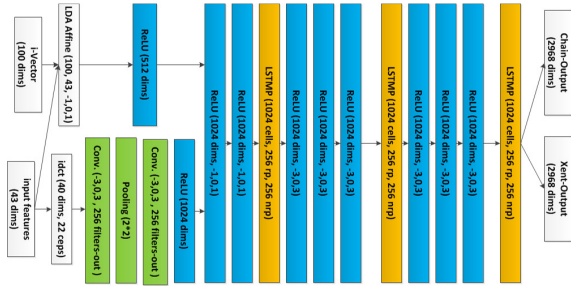 i-Vector
(100 dims)
input features
(43 dims)
LDA Affine (100, 43, -1,0,1)
idct (40 dims, 22 ceps)
Conv. (-3,0,3 , 256 filters-out )
Pooling (2*2)
ReLU (512 dims)
Conv. (-3,0,3 , 256 filters-out )
ReLU (1024 dims)
ReLU (1024 dims, -1,0,1)
ReLU (1024 dims, -1,0,1)
LSTMP (1024 cells, 256 rp, 256 nrp)
ReLU (1024 dims, -3,0,3)
ReLU (1024 dims, -3,0,3)
ReLU (1024 dims, -3,0,3)
LSTMP (1024 cells, 256 rp, 256 nrp)
ReLU (1024 dims, -3,0,3)
ReLU (1024 dims, -3,0,3)
ReLU (1024 dims, -3,0,3)
LSTMP (1024 cells, 256 rp, 256 nrp)
Chain-Output
(2968 dims)
Xent-Output
(2968 dims)